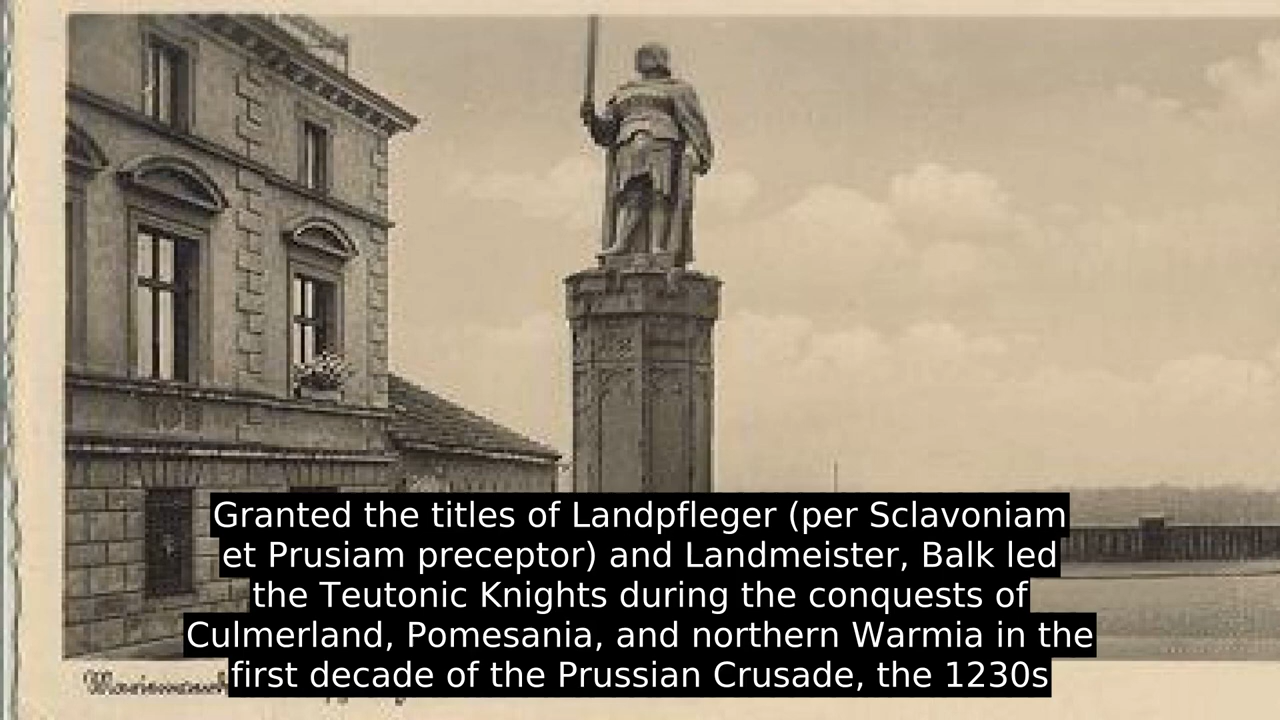 Granted the titles of Landpfleger (per Sclavoniam
et Prusiam preceptor) and Landmeister, Balk led
the Teutonic Knights during the conquests of
Culmerland, Pomesania, and northern Warmia in the
first decade of the Prussian Crusade, the 1230s